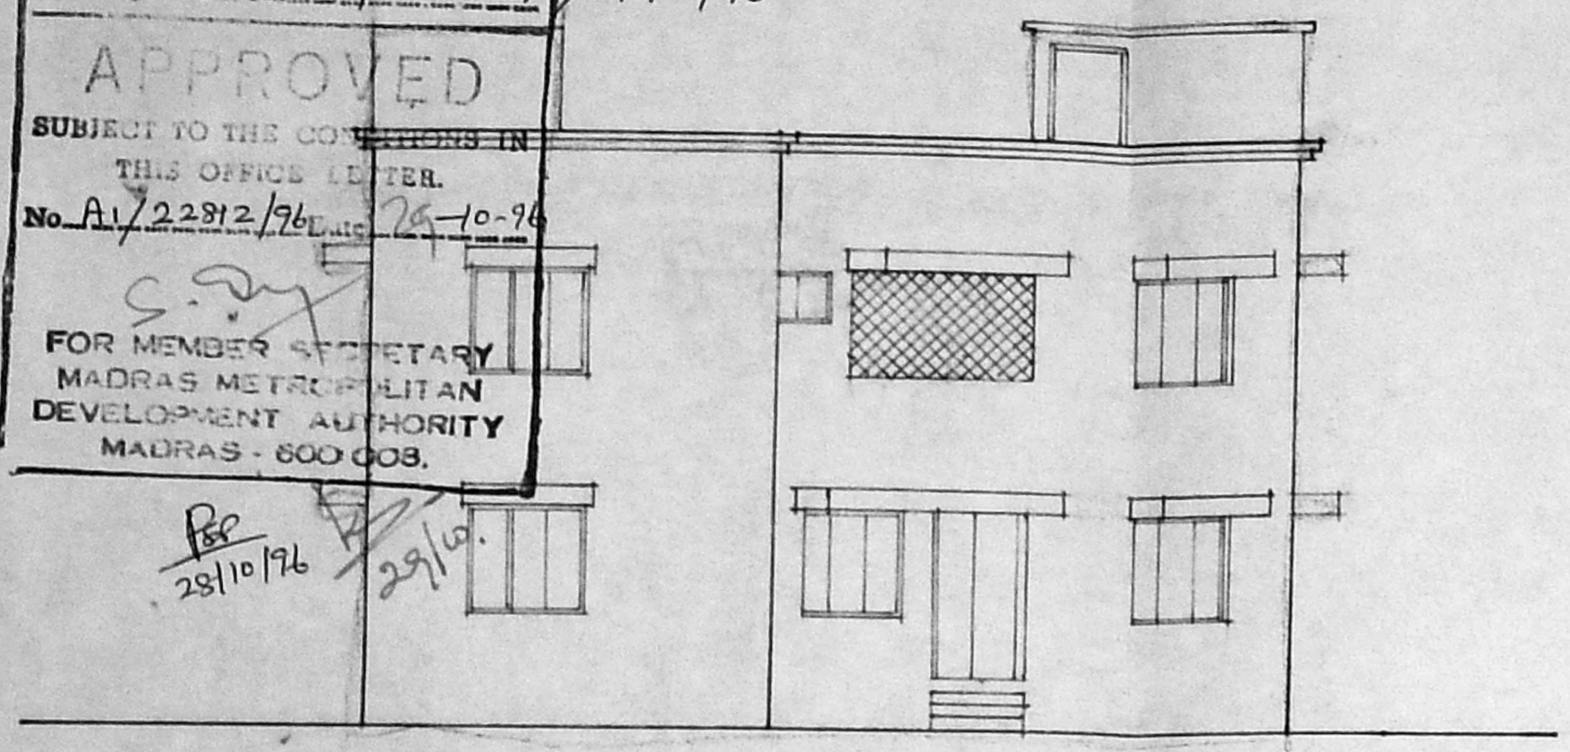 APPROVED
SUBJECT TO THE CONDITIONS IN
THIS OFFICE LETTER.
No. A1/22812/96 Date 29-10-96
FOR MEMBER SECRETARY
MADRAS METROPOLITAN
DEVELOPMENT AUTHORITY
MADRAS - 600 008.
28/10/96
29/10.